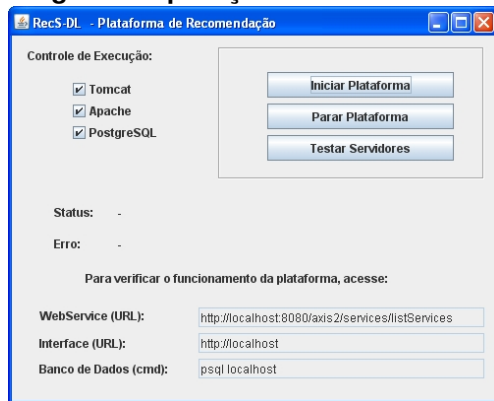 RecS-DL - Plataforma de Recomendação
Controle de Execução:
Tomcat
Apache
PostgreSQL
Iniciar Plataforma
Parar Plataforma
Testar Servidores
Status: -
Erro: -
Para verificar o funcionamento da plataforma, acesse:
WebService (URL): http://localhost:8080/axis2/services/listServices
Interface (URL): http://localhost
Banco de Dados (cmd): psql localhost